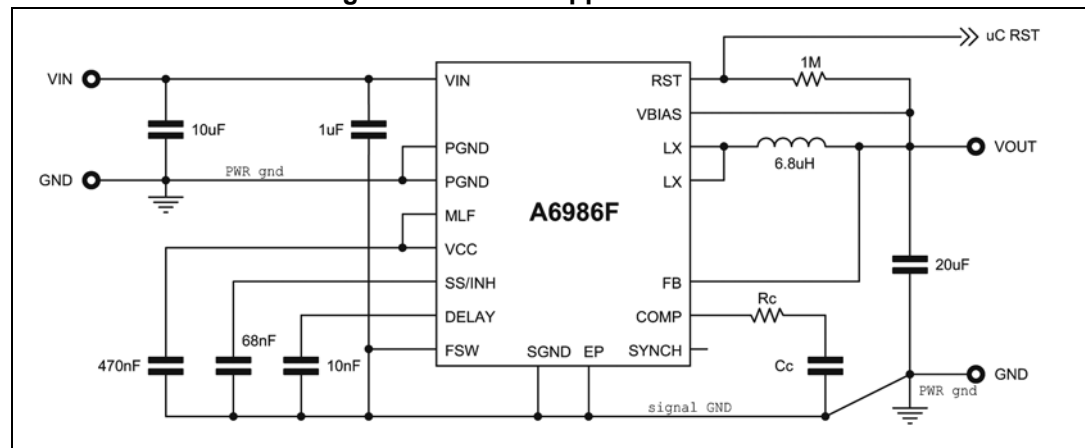 uC RST
VIN
10uF
1uF
GND
PWR gnd
VIN
PGND
PGND
MLF
VCC
SS/INH
DELAY
FSW
A6986F
SGND
EP
RST
VBIAS
LX
LX
FB
COMP
SYNCH
1M
6.8uH
VOUT
20uF
Rc
Cc
GND
PWR gnd
470nF
68nF
10nF
signal GND